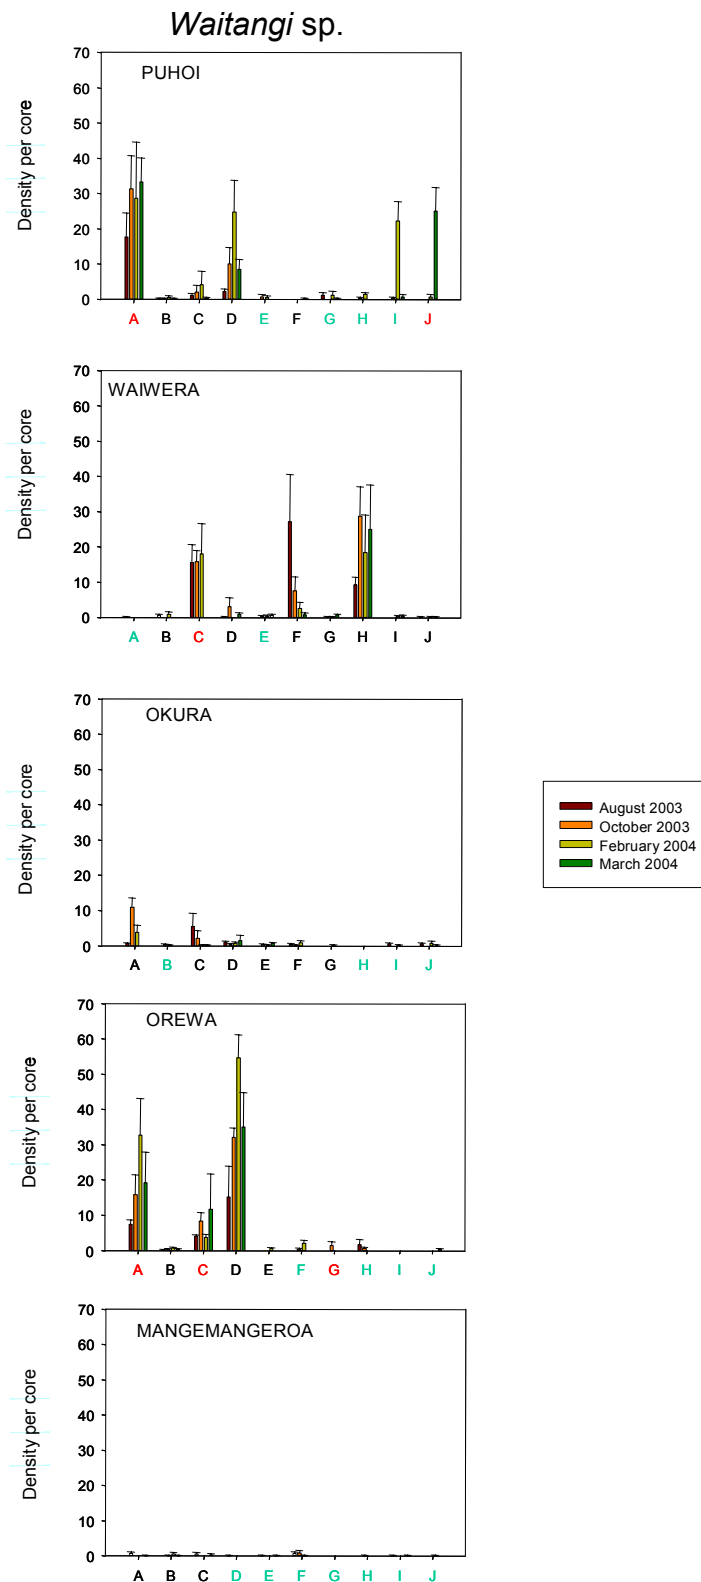 Waitangi sp.
70
60
50
40
30
20
10
0
Density per core
PUHOI
A B C D E F G H I J
70
60
50
40
30
20
10
0
Density per core
WAIWERA
A B C D E F G H I J
70
60
50
40
30
20
10
0
Density per core
OKURA
A B C D E F G H I J
August 2003
October 2003
February 2004
March 2004
70
60
50
40
30
20
10
0
Density per core
OREWA
A B C D E F G H I J
70
60
50
40
30
20
10
0
Density per core
MANGEMANGEROA
A B C D E F G H I J